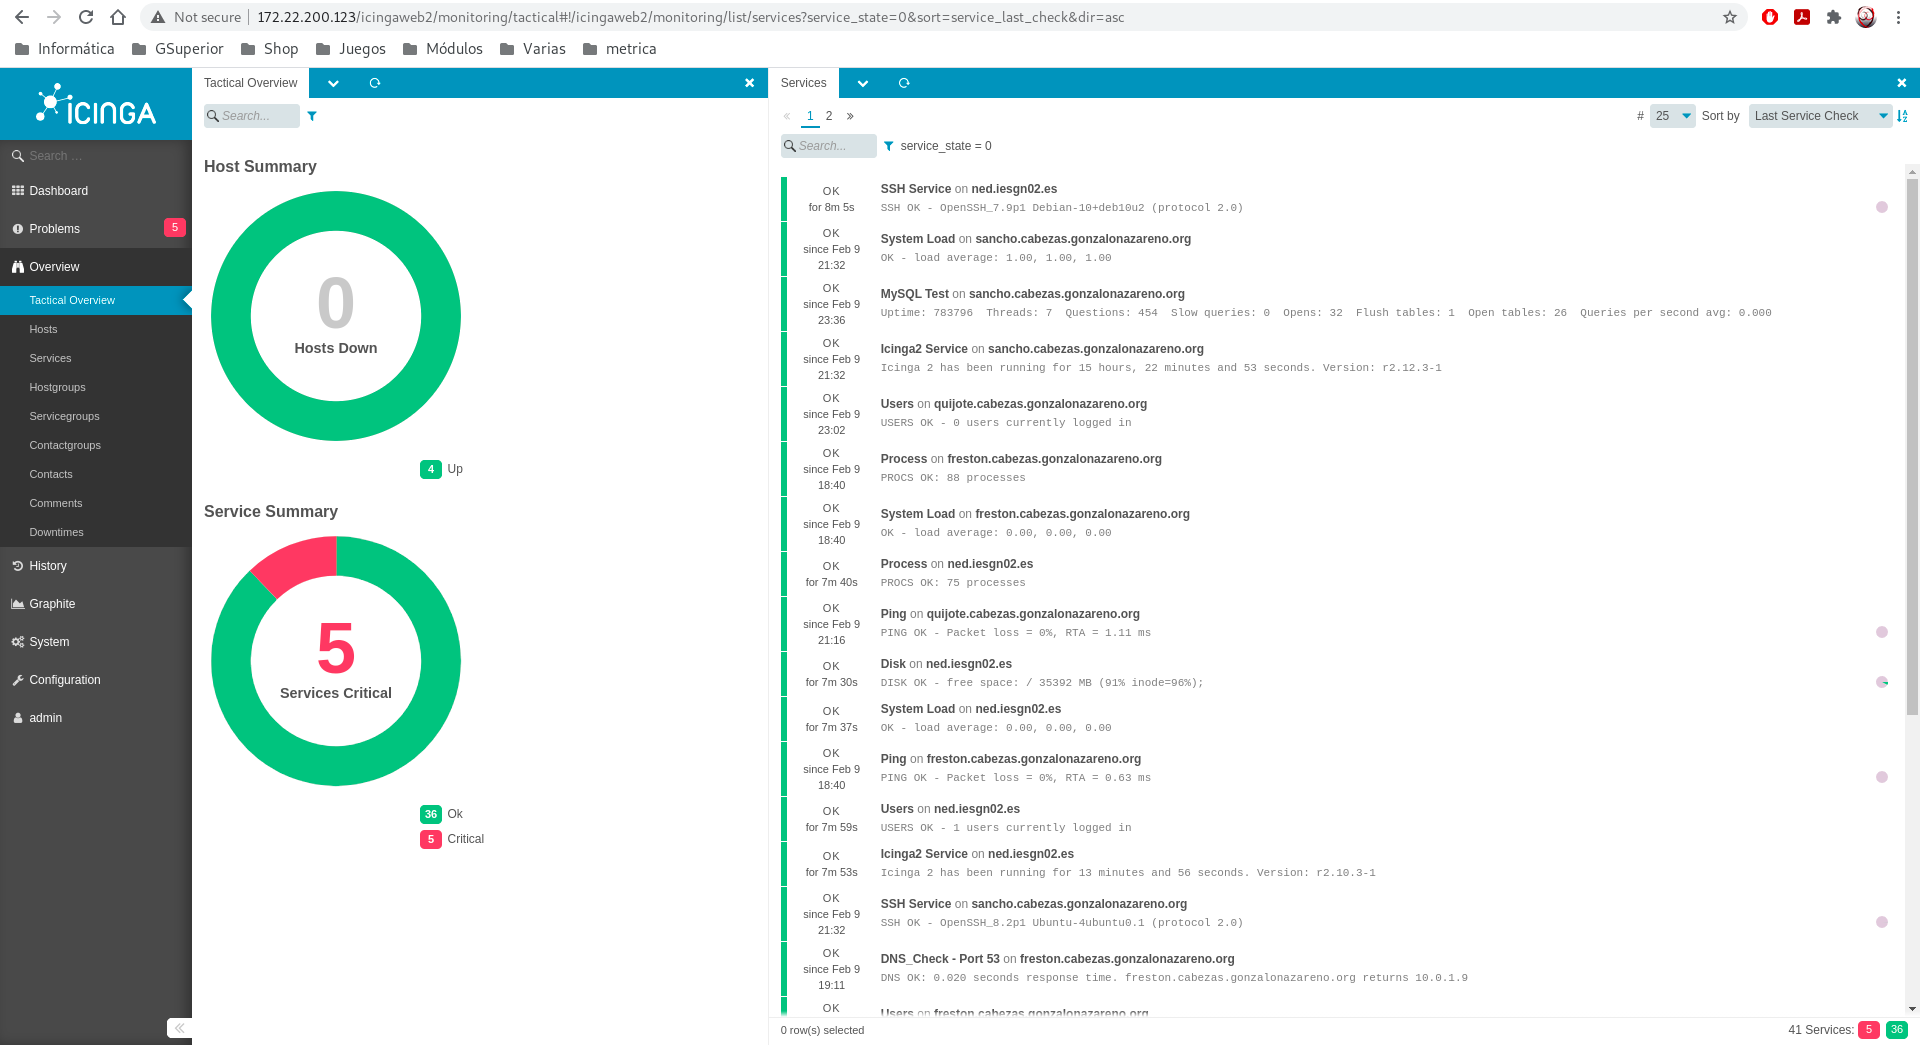 Not secure
172.22.200.123/icingaweb2/monitoring/tactical#!/icingaweb2/monitoring/list/services?service_state=0&sort=service_last_check&dir=asc
Informática
GSuperior
Shop
Juegos
Módulos
Varias
metrica
ICINGA
Search ...
Dashboard
Problems
5
Overview
Tactical Overview
Hosts
Services
Hostgroups
Servicegroups
Contactgroups
Contacts
Comments
Downtimes
History
Graphite
System
Configuration
admin
Tactical Overview
Search...
Host Summary
0
Hosts Down
4 Up
Service Summary
5
Services Critical
36 Ok
5 Critical
Services
« 1 2 »
# 25 Sort by Last Service Check
Search...
service_state = 0
OK
for 8m 5s
SSH Service on ned.iesgn02.es
SSH OK - OpenSSH_7.9p1 Debian-10+deb10u2 (protocol 2.0)
OK
since Feb 9
21:32
System Load on sancho.cabezas.gonzalonazareno.org
OK - load average: 1.00, 1.00, 1.00
OK
since Feb 9
23:36
MySQL Test on sancho.cabezas.gonzalonazareno.org
Uptime: 783796  Threads: 7  Questions: 454  Slow queries: 0  Opens: 32  Flush tables: 1  Open tables: 26  Queries per second avg: 0.000
OK
since Feb 9
21:32
Icinga2 Service on sancho.cabezas.gonzalonazareno.org
Icinga 2 has been running for 15 hours, 22 minutes and 53 seconds. Version: r2.12.3-1
OK
since Feb 9
23:02
Users on quijote.cabezas.gonzalonazareno.org
USERS OK - 0 users currently logged in
OK
since Feb 9
18:40
Process on freston.cabezas.gonzalonazareno.org
PROCS OK: 88 processes
OK
since Feb 9
18:40
System Load on freston.cabezas.gonzalonazareno.org
OK - load average: 0.00, 0.00, 0.00
OK
for 7m 40s
Process on ned.iesgn02.es
PROCS OK: 75 processes
OK
since Feb 9
21:16
Ping on quijote.cabezas.gonzalonazareno.org
PING OK - Packet loss = 0%, RTA = 1.11 ms
OK
for 7m 30s
Disk on ned.iesgn02.es
DISK OK - free space: / 35392 MB (91% inode=96%);
OK
for 7m 37s
System Load on ned.iesgn02.es
OK - load average: 0.00, 0.00, 0.00
OK
since Feb 9
18:40
Ping on freston.cabezas.gonzalonazareno.org
PING OK - Packet loss = 0%, RTA = 0.63 ms
OK
for 7m 59s
Users on ned.iesgn02.es
USERS OK - 1 users currently logged in
OK
for 7m 53s
Icinga2 Service on ned.iesgn02.es
Icinga 2 has been running for 13 minutes and 56 seconds. Version: r2.10.3-1
OK
since Feb 9
21:32
SSH Service on sancho.cabezas.gonzalonazareno.org
SSH OK - OpenSSH_8.2p1 Ubuntu-4ubuntu0.1 (protocol 2.0)
OK
since Feb 9
19:11
DNS_Check - Port 53 on freston.cabezas.gonzalonazareno.org
DNS OK: 0.020 seconds response time. freston.cabezas.gonzalonazareno.org returns 10.0.1.9
OK
Users on freston.cabezas.gonzalonazareno.org
0 row(s) selected
41 Services: 5 36